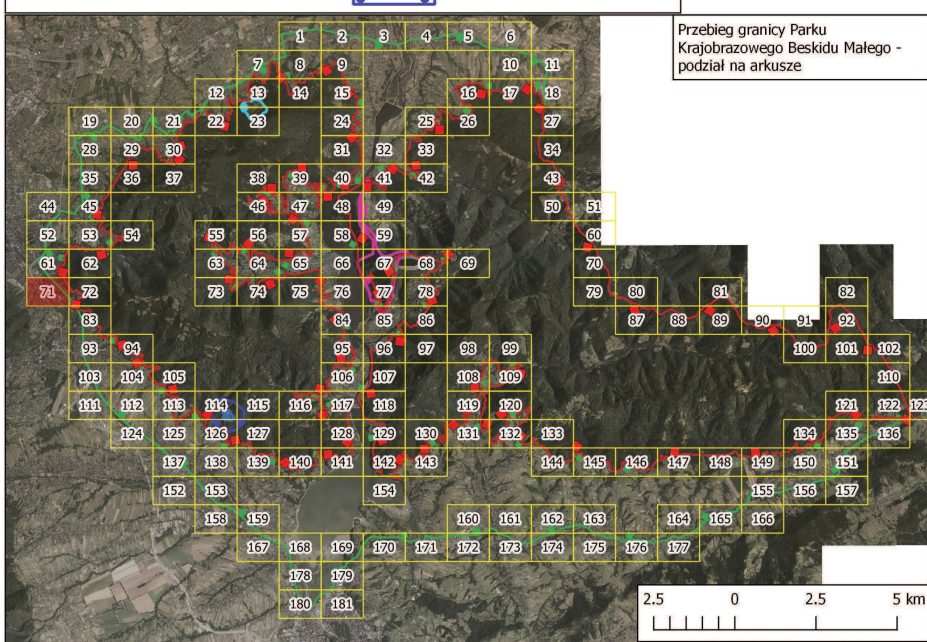 Przebieg granicy Parku
Krajobrazowego Beskidu Małego -
podział na arkusze
1 2 3 4 5 6
7 8 9 10 11
12 13 14 15 16 17 18
19 20 21 22 23 24 25 26 27
28 29 30 31 32 33 34
35 36 37 38 39 40 41 42 43
44 45 46 47 48 49 50 51
52 53 54 55 56 57 58 59 60
61 62 63 64 65 66 67 68 69 70
71 72 73 74 75 76 77 78 79 80 81 82
83 84 85 86 87 88 89 90 91 92
93 94 95 96 97 98 99 100 101 102
103 104 105 106 107 108 109 110
111 112 113 114 115 116 117 118 119 120 121 122 123
124 125 126 127 128 129 130 131 132 133 134 135 136
137 138 139 140 141 142 143 144 145 146 147 148 149 150 151
152 153 154 155 156 157
158 159 160 161 162 163 164 165 166
167 168 169 170 171 172 173 174 175 176 177
178 179
180 181
2.5 0 2.5 5 km